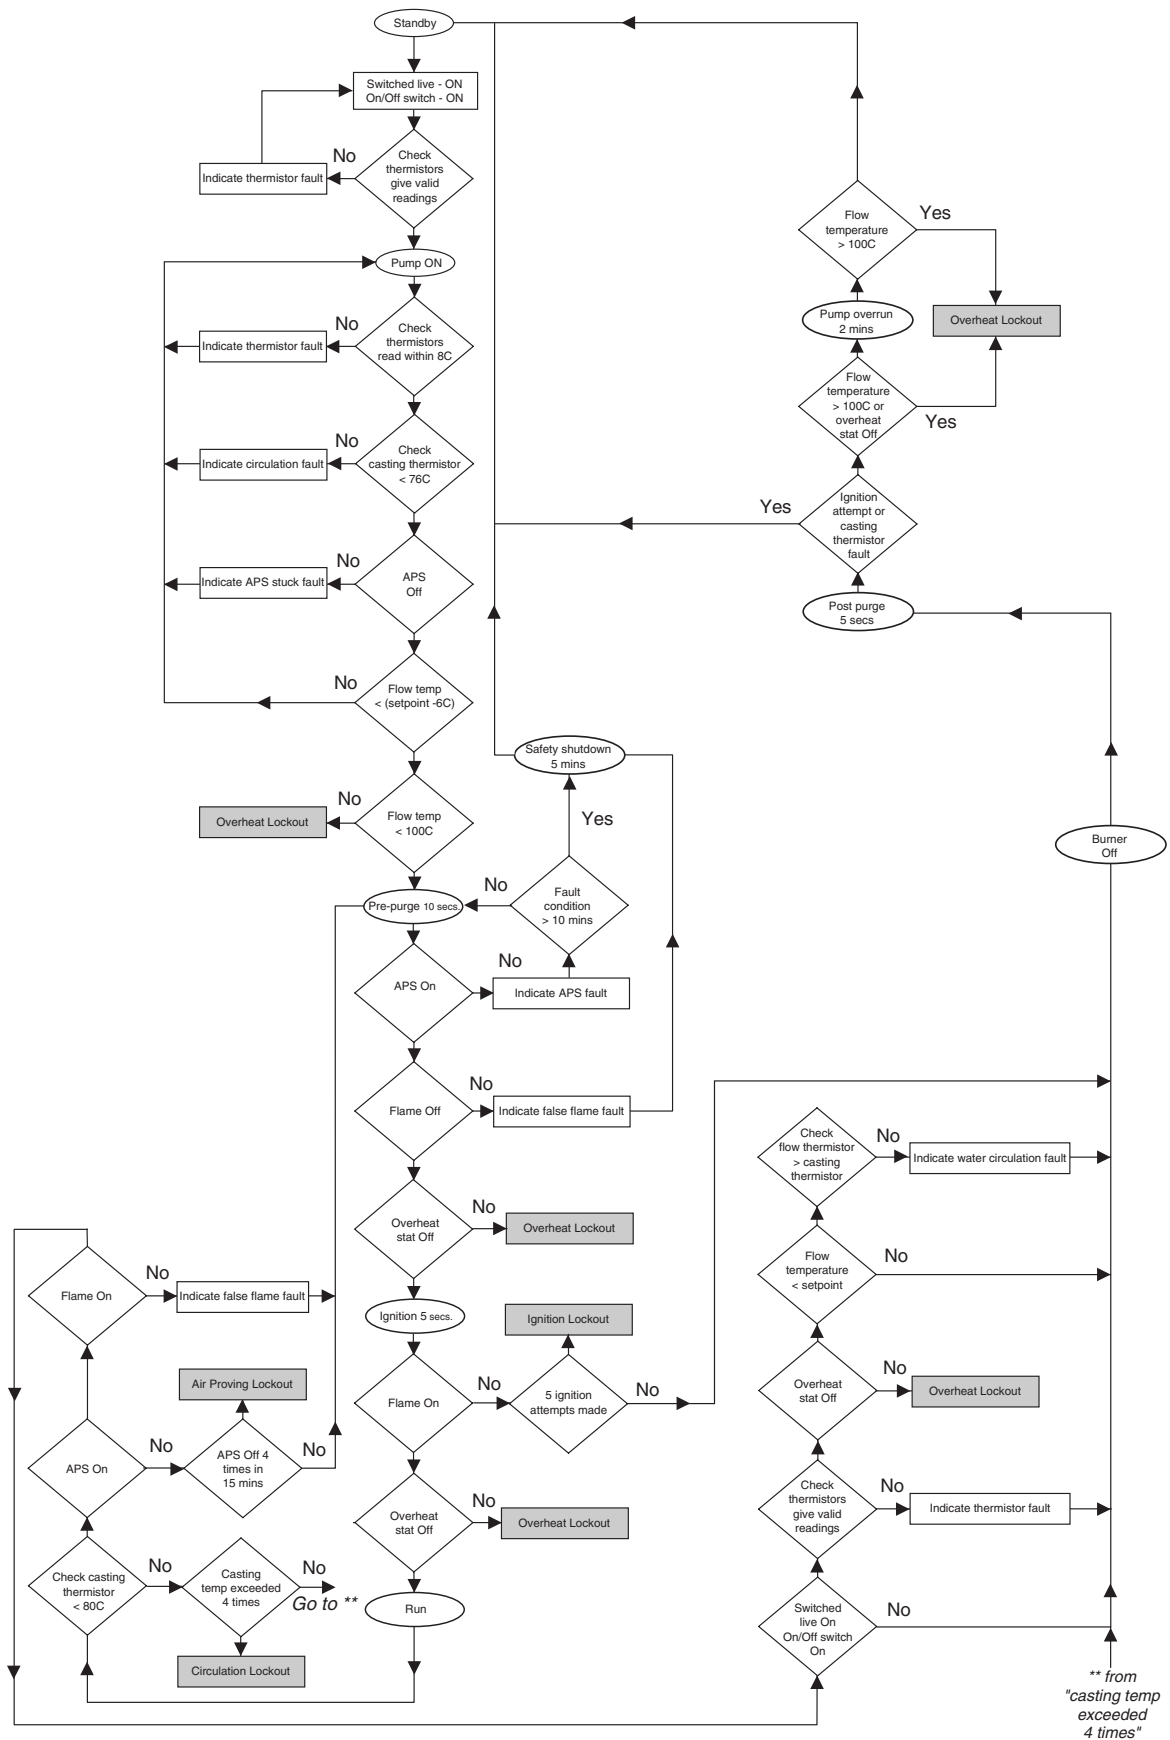 Standby
Switched live - ON
On/Off switch - ON
Check
thermistors
give valid
readings
No
Indicate thermistor fault
Pump ON
Check
thermistors
read within 8C
No
Indicate thermistor fault
Check
casting thermistor
< 76C
No
Indicate circulation fault
APS
Off
No
Indicate APS stuck fault
Flow temp
< (setpoint -6C)
No
Flow temp
< 100C
No
Overheat Lockout
Pre-purge 10 secs.
APS On
No
Indicate APS fault
Fault
condition
> 10 mins
No
Yes
Safety shutdown
5 mins
Flame Off
No
Indicate false flame fault
Overheat
stat Off
No
Overheat Lockout
Ignition 5 secs.
Flame On
No
5 ignition
attempts made
No
Ignition Lockout
Overheat
stat Off
No
Overheat Lockout
Run
Check casting
thermistor
< 80C
No
Casting
temp exceeded
4 times
No
Go to **
Circulation Lockout
APS On
No
APS Off 4
times in
15 mins
No
Air Proving Lockout
Flame On
No
Indicate false flame fault
Switched
live On
On/Off switch
On
No
** from
"casting temp
exceeded
4 times"
Check
thermistors
give valid
readings
No
Indicate thermistor fault
Overheat
stat Off
No
Overheat Lockout
Flow
temperature
< setpoint
No
Check
flow thermistor
> casting
thermistor
No
Indicate water circulation fault
Burner
Off
Post purge
5 secs
Ignition
attempt or
casting
thermistor
fault
Yes
Flow
temperature
> 100C or
overheat
stat Off
Yes
Pump overrun
2 mins
Overheat Lockout
Flow
temperature
> 100C
Yes